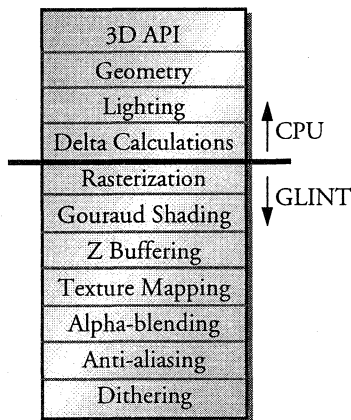 3D API
Geometry
Lighting
Delta Calculations
CPU
Rasterization
GLINT
Gouraud Shading
Z Buffering
Texture Mapping
Alpha-blending
Anti-aliasing
Dithering